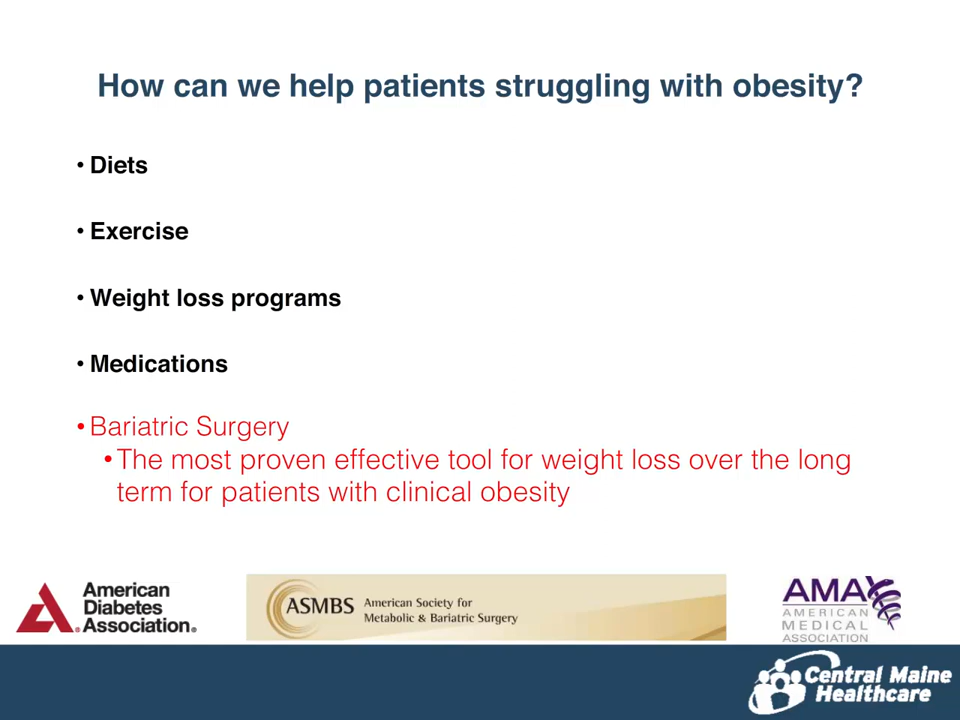 How can we help patients struggling with obesity?
• Diets
• Exercise
• Weight loss programs
• Medications
• Bariatric Surgery
• The most proven effective tool for weight loss over the long
term for patients with clinical obesity
American
Diabetes
Association®
ASMBS
American Society for
Metabolic & Bariatric Surgery
AMA
AMERICAN
MEDICAL
ASSOCIATION
Central Maine
Healthcare